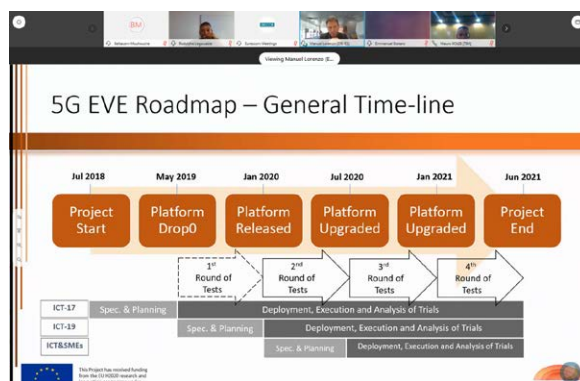 BM
Viewing Manuel Lorenzo (E...
5G EVE Roadmap – General Time-line
Jul 2018 May 2019 Jan 2020 Jul 2020 Jan 2021 Jun 2021
Project Start
Platform Drop0
Platform Released
Platform Upgraded
Platform Upgraded
Project End
1st Round of Tests
2nd Round of Tests
3rd Round of Tests
4th Round of Tests
ICT-17 Spec. & Planning Deployment, Execution and Analysis of Trials
ICT-19 Spec. & Planning Deployment, Execution and Analysis of Trials
ICT&SMEs Spec. & Planning Deployment, Execution and Analysis of Trials
This Project has received funding
from the EU H2020 research and